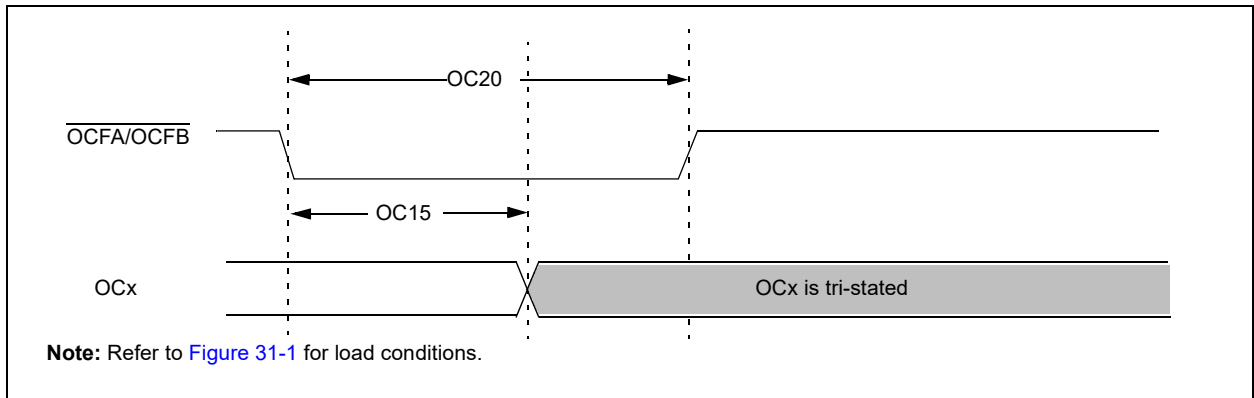 OC20
OCFA/OCFB
OC15
OCx
OCx is tri-stated
Note: Refer to Figure 31-1 for load conditions.